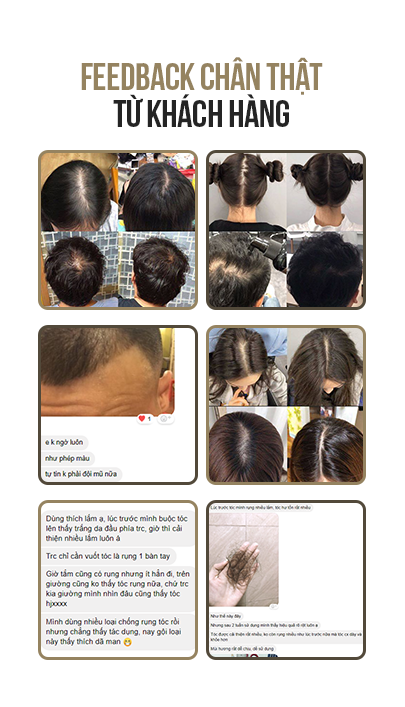 FEEDBACK CHÂN THẬT
TỪ KHÁCH HÀNG
1
e k ngờ luôn
như phép màu
tự tin k phải đội mũ nữa
Dùng thích lắm ạ, lúc trước mình buộc tóc
lên thấy trắng da đầu phía trc, giờ thì cải
thiện nhiều lắm luôn á
Trc chỉ cần vuốt tóc là rụng 1 bàn tay
Giờ tắm cũng có rụng nhưng ít hẳn đi, trên
giường cũng ko thấy tóc rụng nữa, chứ trc
kia giường mình nhìn đâu cũng thấy tóc
hjxxxx
Mình dùng nhiều loại chống rụng tóc rồi
nhưng chẳng thấy tác dụng, nay gội loại
này thấy thích dã man
Lúc trước tóc mình rụng nhiều lắm, tóc hư tổn rất nhiều
Như thế này đây
Nhưng sau 2 tuần sử dụng mình thấy hiệu quả rõ rệt luôn ạ
Tóc được cải thiện rất nhiều, ko còn rụng nhiều như lúc trước nữa mà tóc cx dày và
khỏe hơn
Mùi hương rất dễ chịu, dễ sử dụng